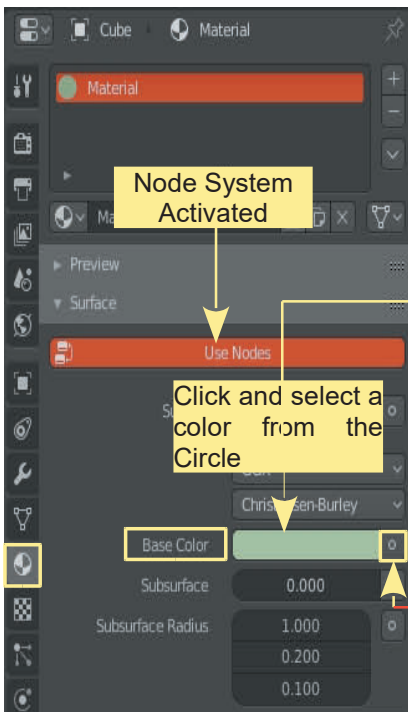 Cube Material
Material
Node System
Activated
Ma
Preview
Surface
Use Nodes
Click and select a
color from the
Circle
Christensen-Burley
Base Color
Subsurface 0.000
Subsurface Radius 1.000
0.200
0.100